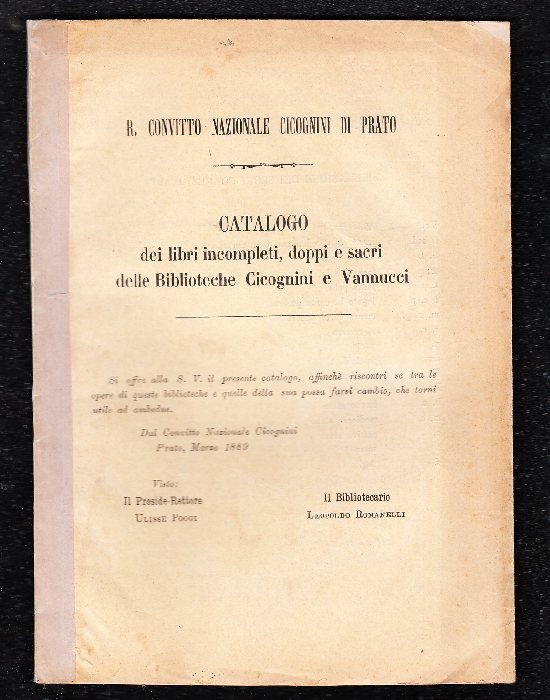 R. CONVITTO NAZIONALE CICOGNINI DI PRATO
CATALOGO
dei libri incompleti, doppi e sacri
delle Biblioteche Cicognini e Vannucci
Si offre alla S. V. il presente catalogo, affinchè riscontri se tra le
opere di queste biblioteche e quelle della sua possa farsi cambio, che torni
utile ad ambedue.
Dal Convitto Nazionale Cicognini
Prato, Marzo 1889
Visto:
Il Preside-Rettore
ULISSE POGGI
Il Bibliotecario
LEOPOLDO ROMANELLI